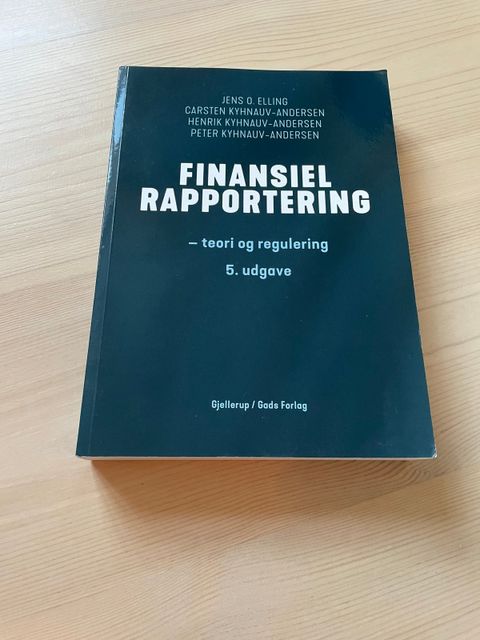 JENS O. ELLING
CARSTEN KYHNAUV-ANDERSEN
HENRIK KYHNAUV-ANDERSEN
PETER KYHNAUV-ANDERSEN
FINANSIEL
RAPPORTERING
– teori og regulering
5. udgave
Gjellerup / Gads Forlag